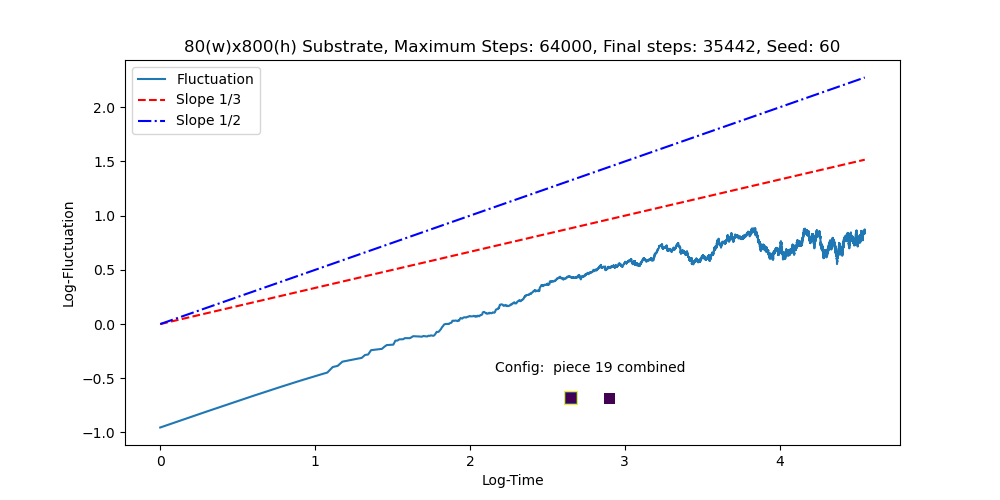 80(w)x800(h) Substrate, Maximum Steps: 64000, Final steps: 35442, Seed: 60
Fluctuation
Slope 1/3
Slope 1/2
Log-Fluctuation
2.0
1.5
1.0
0.5
0.0
−0.5
−1.0
Config:  piece 19 combined
0 1 2 3 4
Log-Time